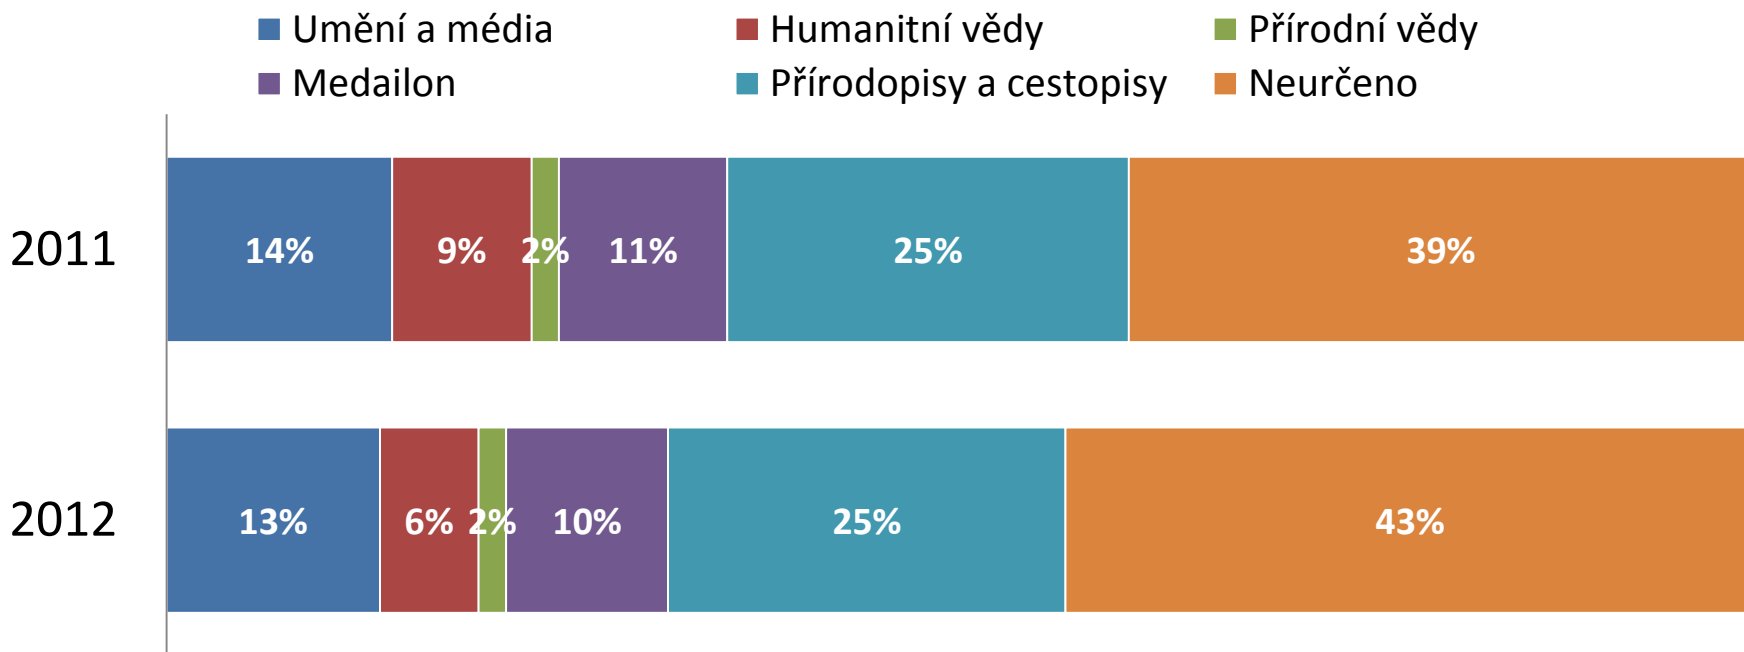 Umění a média Humanitní vědy Přírodní vědy
Medailon Přírodopisy a cestopisy Neurčeno
2011 14% 9% 2% 11% 25% 39%
2012 13% 6% 2% 10% 25% 43%